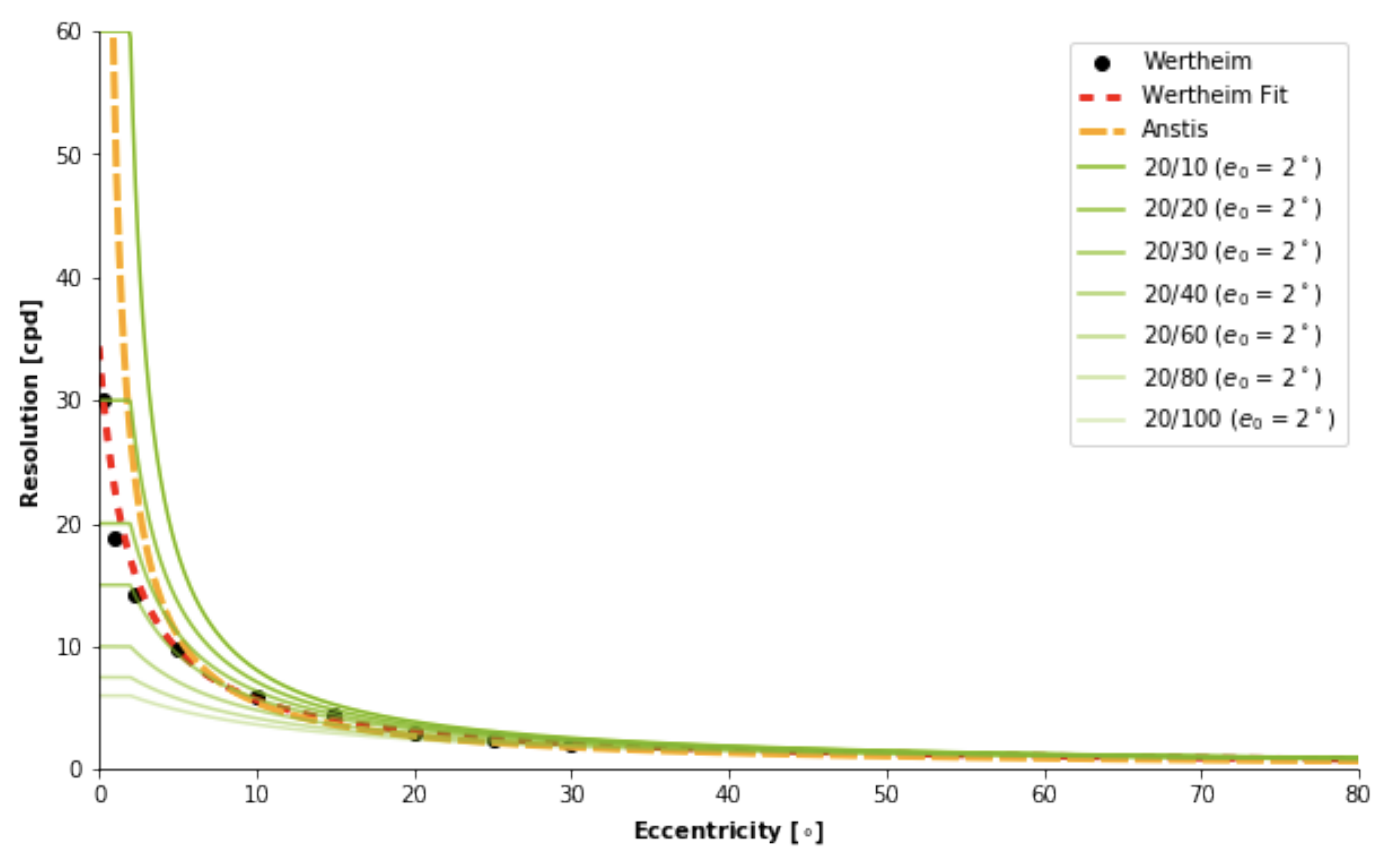 60
50
40
30
20
10
0
Resolution [cpd]
0 10 20 30 40 50 60 70 80
Eccentricity [∘]
Wertheim
Wertheim Fit
Anstis
20/10 (e₀ = 2°)
20/20 (e₀ = 2°)
20/30 (e₀ = 2°)
20/40 (e₀ = 2°)
20/60 (e₀ = 2°)
20/80 (e₀ = 2°)
20/100 (e₀ = 2°)